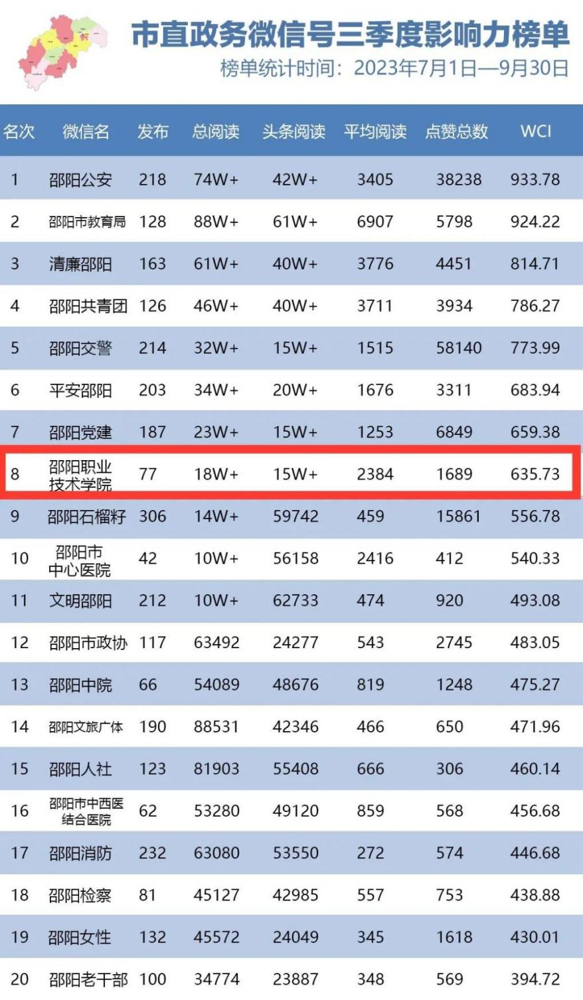 市直政务微信号三季度影响力榜单
榜单统计时间：2023年7月1日—9月30日
名次 微信名 发布 总阅读 头条阅读 平均阅读 点赞总数 WCI
1 邵阳公安 218 74W+ 42W+ 3405 38238 933.78
2 邵阳市教育局 128 88W+ 61W+ 6907 5798 924.22
3 清廉邵阳 163 61W+ 40W+ 3776 4451 814.71
4 邵阳共青团 126 46W+ 40W+ 3711 3934 786.27
5 邵阳交警 214 32W+ 15W+ 1515 58140 773.99
6 平安邵阳 203 34W+ 20W+ 1676 3311 683.94
7 邵阳党建 187 23W+ 15W+ 1253 6849 659.38
8 邵阳职业
技术学院 77 18W+ 15W+ 2384 1689 635.73
9 邵阳石榴籽 306 14W+ 59742 459 15861 556.78
10 邵阳市
中心医院 42 10W+ 56158 2416 412 540.33
11 文明邵阳 212 10W+ 62733 474 920 493.08
12 邵阳市政协 117 63492 24277 543 2745 483.05
13 邵阳中院 66 54089 48676 819 1248 475.27
14 邵阳文旅广体 190 88531 42346 466 650 471.96
15 邵阳人社 123 81903 55408 666 306 460.14
16 邵阳市中西医
结合医院 62 53280 49120 859 568 456.68
17 邵阳消防 232 63080 53550 272 574 446.68
18 邵阳检察 81 45127 42985 557 753 438.88
19 邵阳女性 132 45572 24049 345 1618 430.01
20 邵阳老干部 100 34774 23887 348 569 394.72